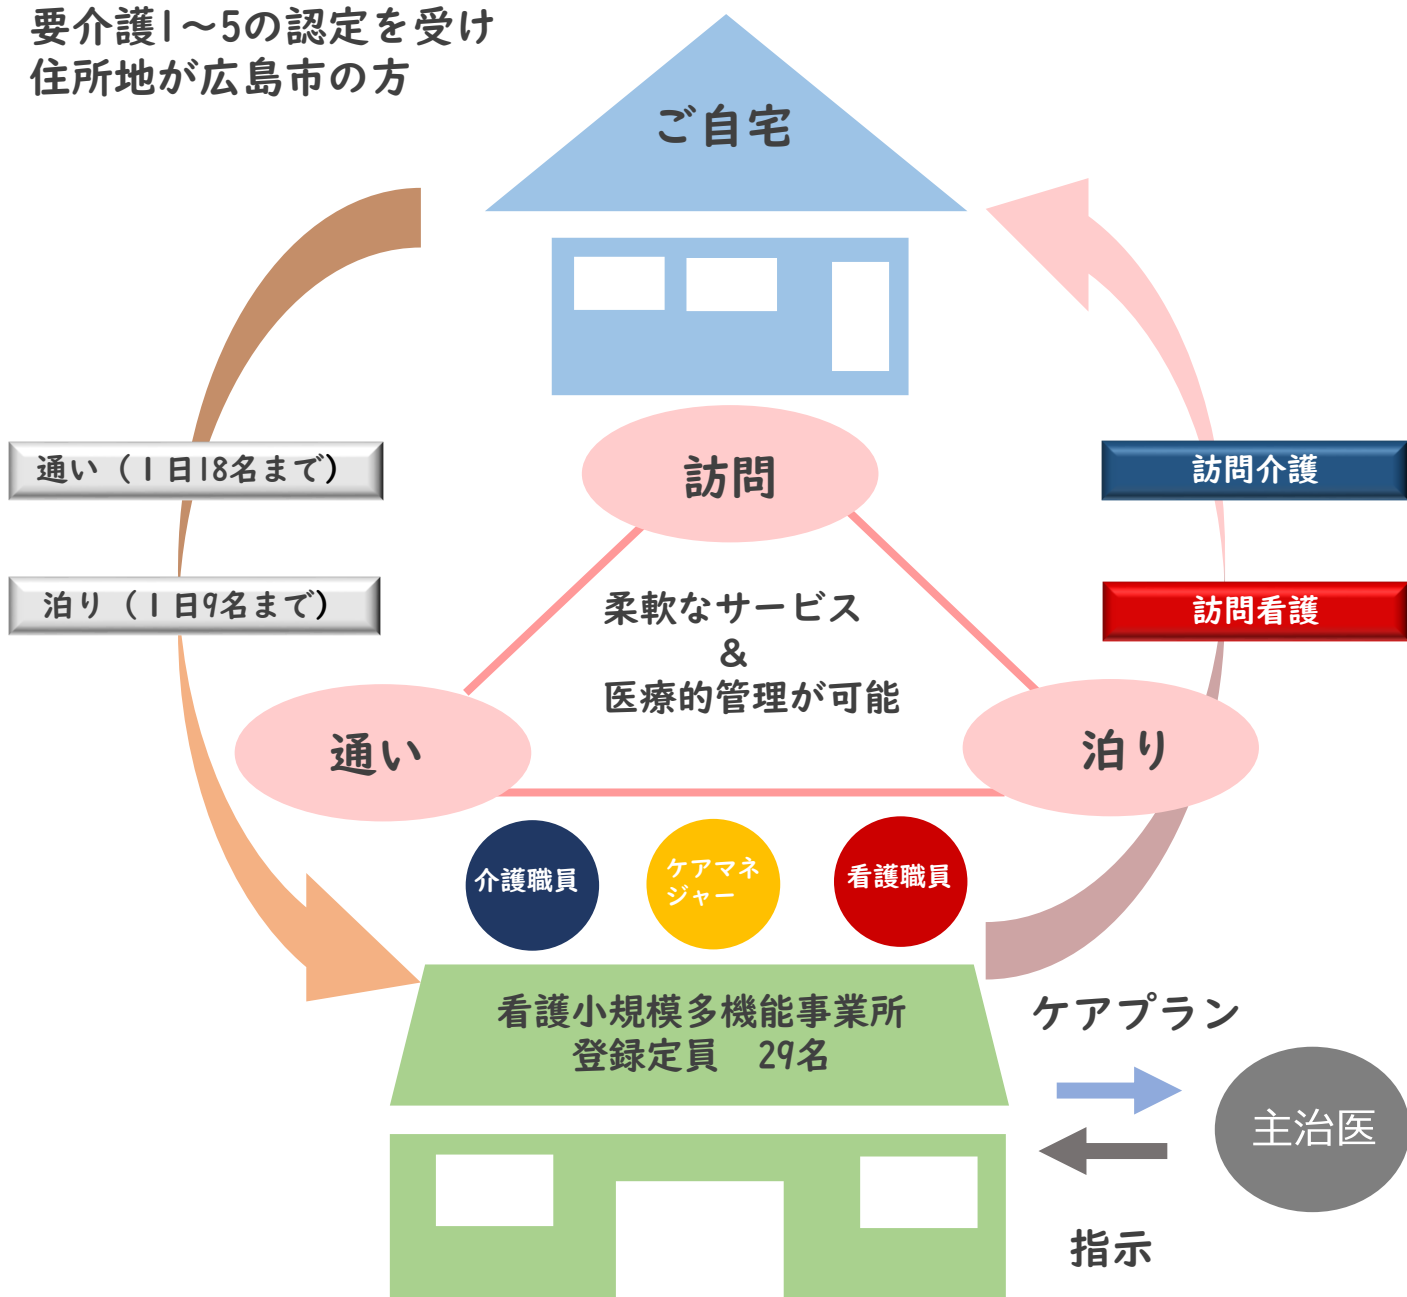 要介護1～5の認定を受け
住所地が広島市の方
ご自宅
通い（１日18名まで）
訪問
訪問介護
泊り（１日9名まで）
訪問看護
柔軟なサービス
&
医療的管理が可能
通い
泊り
介護職員
ケアマネ
ジャー
看護職員
看護小規模多機能事業所
登録定員　29名
ケアプラン
主治医
指示